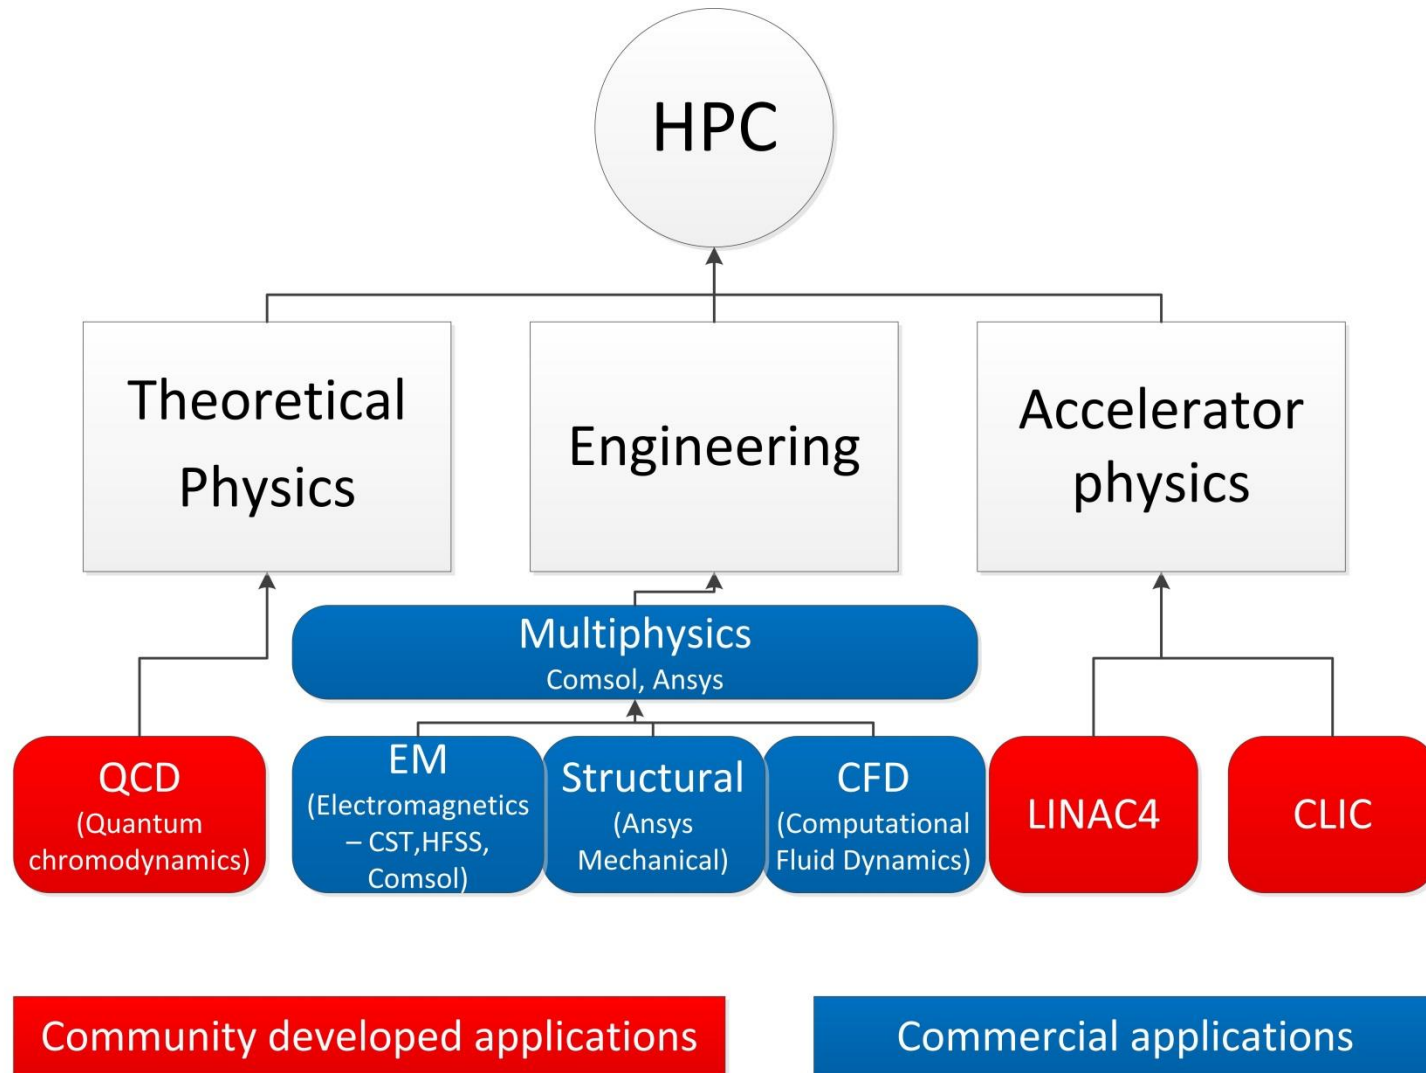 HPC
Theoretical
Physics
Engineering
Accelerator
physics
Multiphysics
Comsol, Ansys
QCD
(Quantum
chromodynamics)
EM
(Electromagnetics
– CST,HFSS,
Comsol)
Structural
(Ansys
Mechanical)
CFD
(Computational
Fluid Dynamics)
LINAC4
CLIC
Community developed applications
Commercial applications